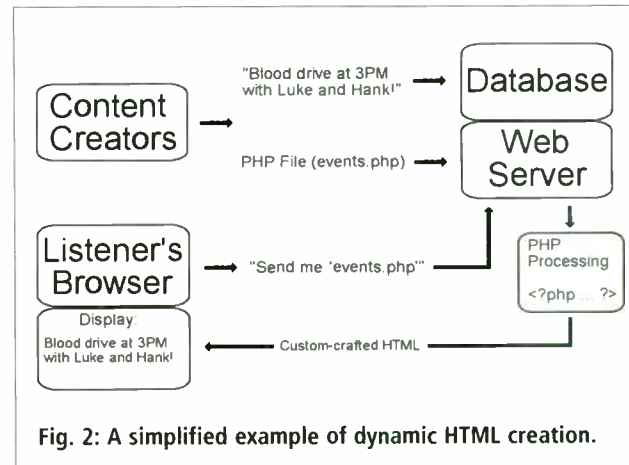 Content
Creators
"Blood drive at 3PM
with Luke and Hank!"
Database
PHP File (events.php)
Web
Server
Listener's
Browser
"Send me 'events.php'"
PHP
Processing
<?php ... ?>
Display:
Blood drive at 3PM
with Luke and Hank!
Custom-crafted HTML
Fig. 2: A simplified example of dynamic HTML creation.